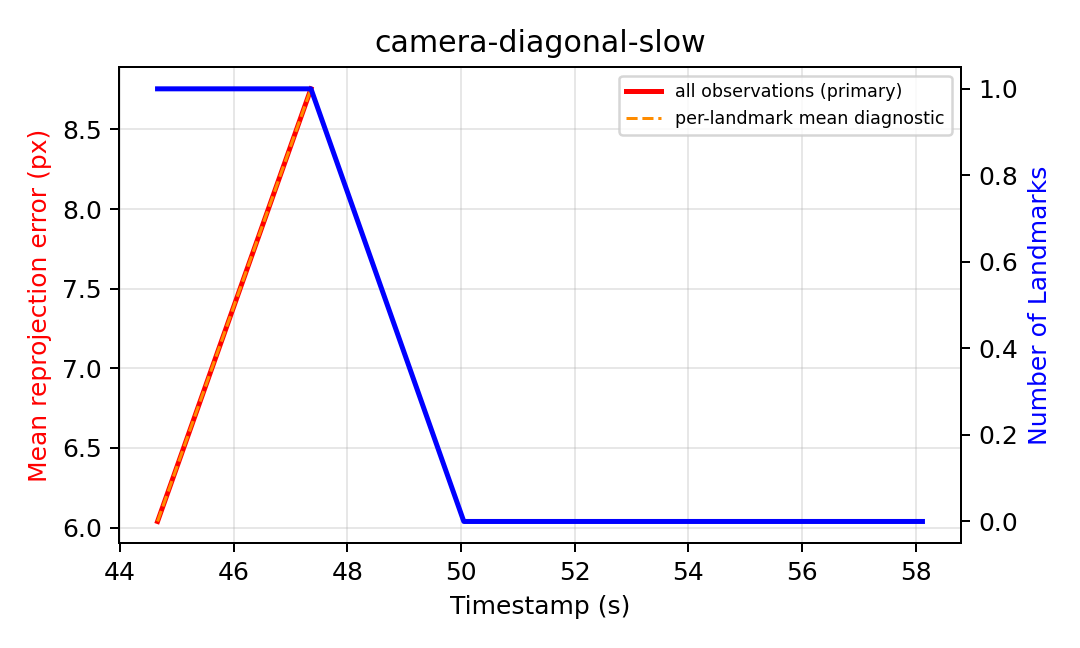 camera-diagonal-slow
all observations (primary)
per-landmark mean diagnostic
Mean reprojection error (px)
8.5
8.0
7.5
7.0
6.5
6.0
1.0
0.8
0.6
0.4
0.2
0.0
Number of Landmarks
44 46 48 50 52 54 56 58
Timestamp (s)